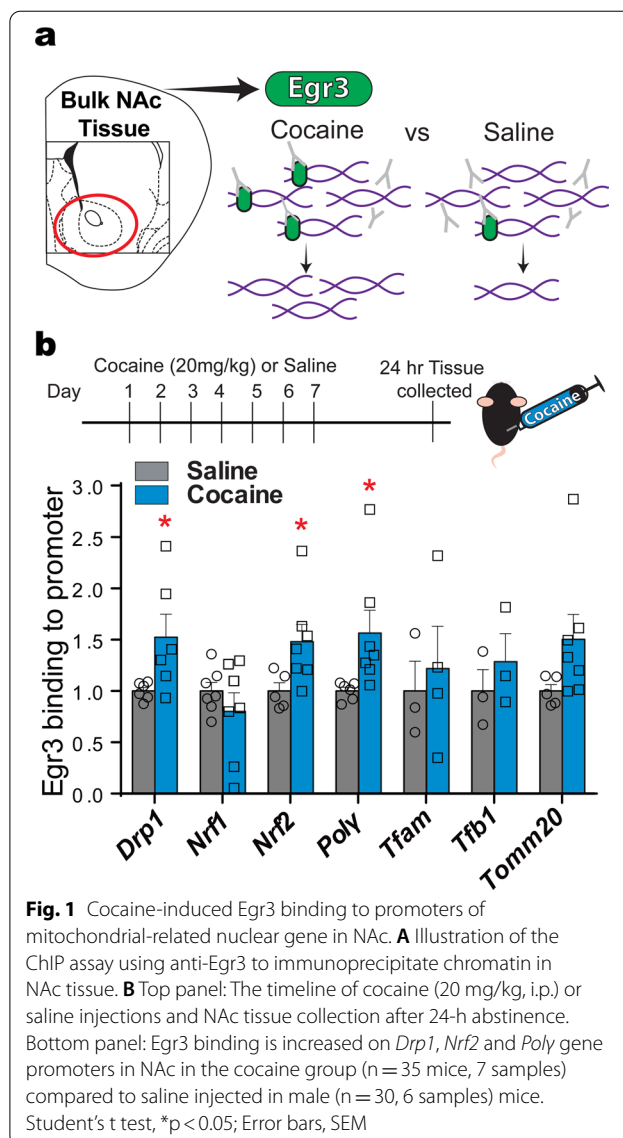 a
Egr3
Bulk NAc
Tissue
Cocaine vs Saline
b
Cocaine (20mg/kg) or Saline
24 hr Tissue
collected
Day 1 2 3 4 5 6 7
Cocaine
Saline
Cocaine
Egr3 binding to promoter
3.0
2.5
2.0
1.5
1.0
0.5
0.0
* * *
Drp1 Nrf1 Nrf2 Polγ Tfam Tfb1 Tomm20
Fig. 1 Cocaine-induced Egr3 binding to promoters of
mitochondrial-related nuclear gene in NAc. A Illustration of the
ChIP assay using anti-Egr3 to immunoprecipitate chromatin in
NAc tissue. B Top panel: The timeline of cocaine (20 mg/kg, i.p.) or
saline injections and NAc tissue collection after 24-h abstinence.
Bottom panel: Egr3 binding is increased on Drp1, Nrf2 and Polγ gene
promoters in NAc in the cocaine group (n = 35 mice, 7 samples)
compared to saline injected in male (n = 30, 6 samples) mice.
Student's t test, *p < 0.05; Error bars, SEM